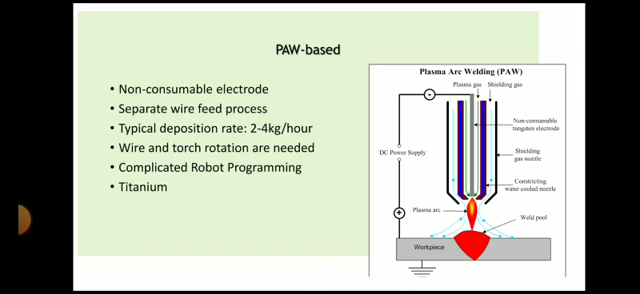 PAW-based
• Non-consumable electrode
• Separate wire feed process
• Typical deposition rate: 2-4kg/hour
• Wire and torch rotation are needed
• Complicated Robot Programming
• Titanium
Plasma Arc Welding (PAW)
Plasma gas
Shielding gas
-
Non-consumable
tungsten electrode
DC Power Supply
Shielding
gas nozzle
Constricting
water cooled nozzle
Plasma arc
+
Weld pool
Workpiece